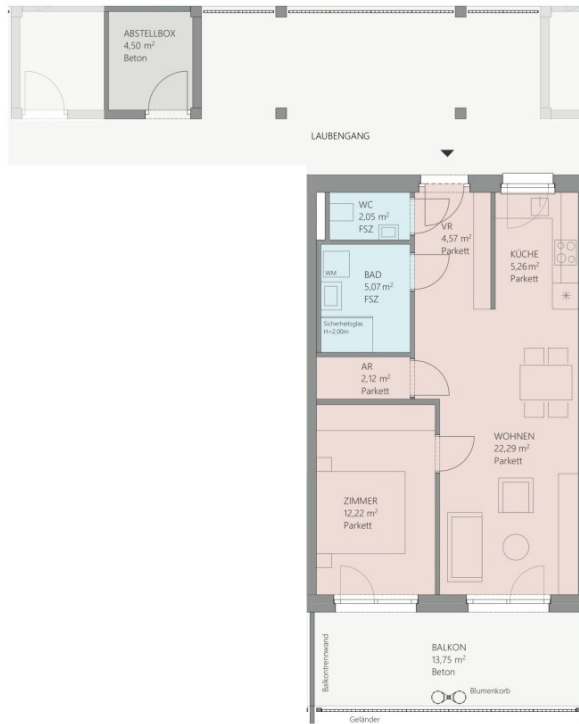 ABSTELLBOX
4,50 m²
Beton
LAUBENGANG
WC
2,05 m²
FSZ
VR
4,57 m²
Parkett
KÜCHE
5,26 m²
Parkett
BAD
5,07 m²
FSZ
WM
Sicherheitsglas
H=2,00m
AR
2,12 m²
Parkett
WOHNEN
22,29 m²
Parkett
ZIMMER
12,22 m²
Parkett
Balkontrennwand
BALKON
13,75 m²
Beton
Blumenkorb
Geländer